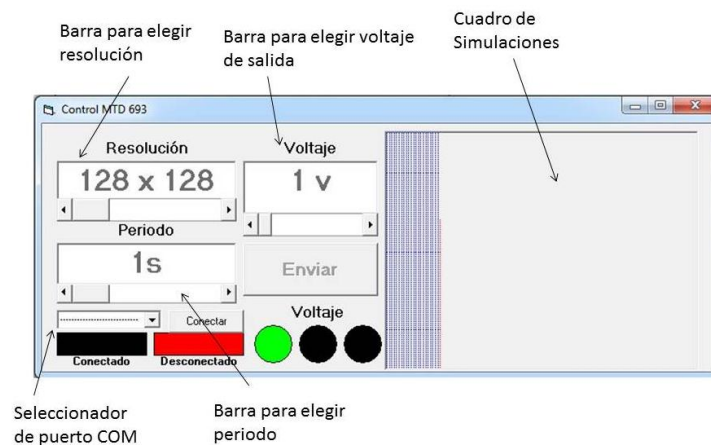 Barra para elegir
resolución
Barra para elegir voltaje
de salida
Cuadro de
Simulaciones
Control MTD 693
Resolución
Voltaje
128 x 128
1 v
Periodo
1s
Enviar
Conectar
Voltaje
Conectado
Desconectado
Seleccionador
de puerto COM
Barra para elegir
periodo